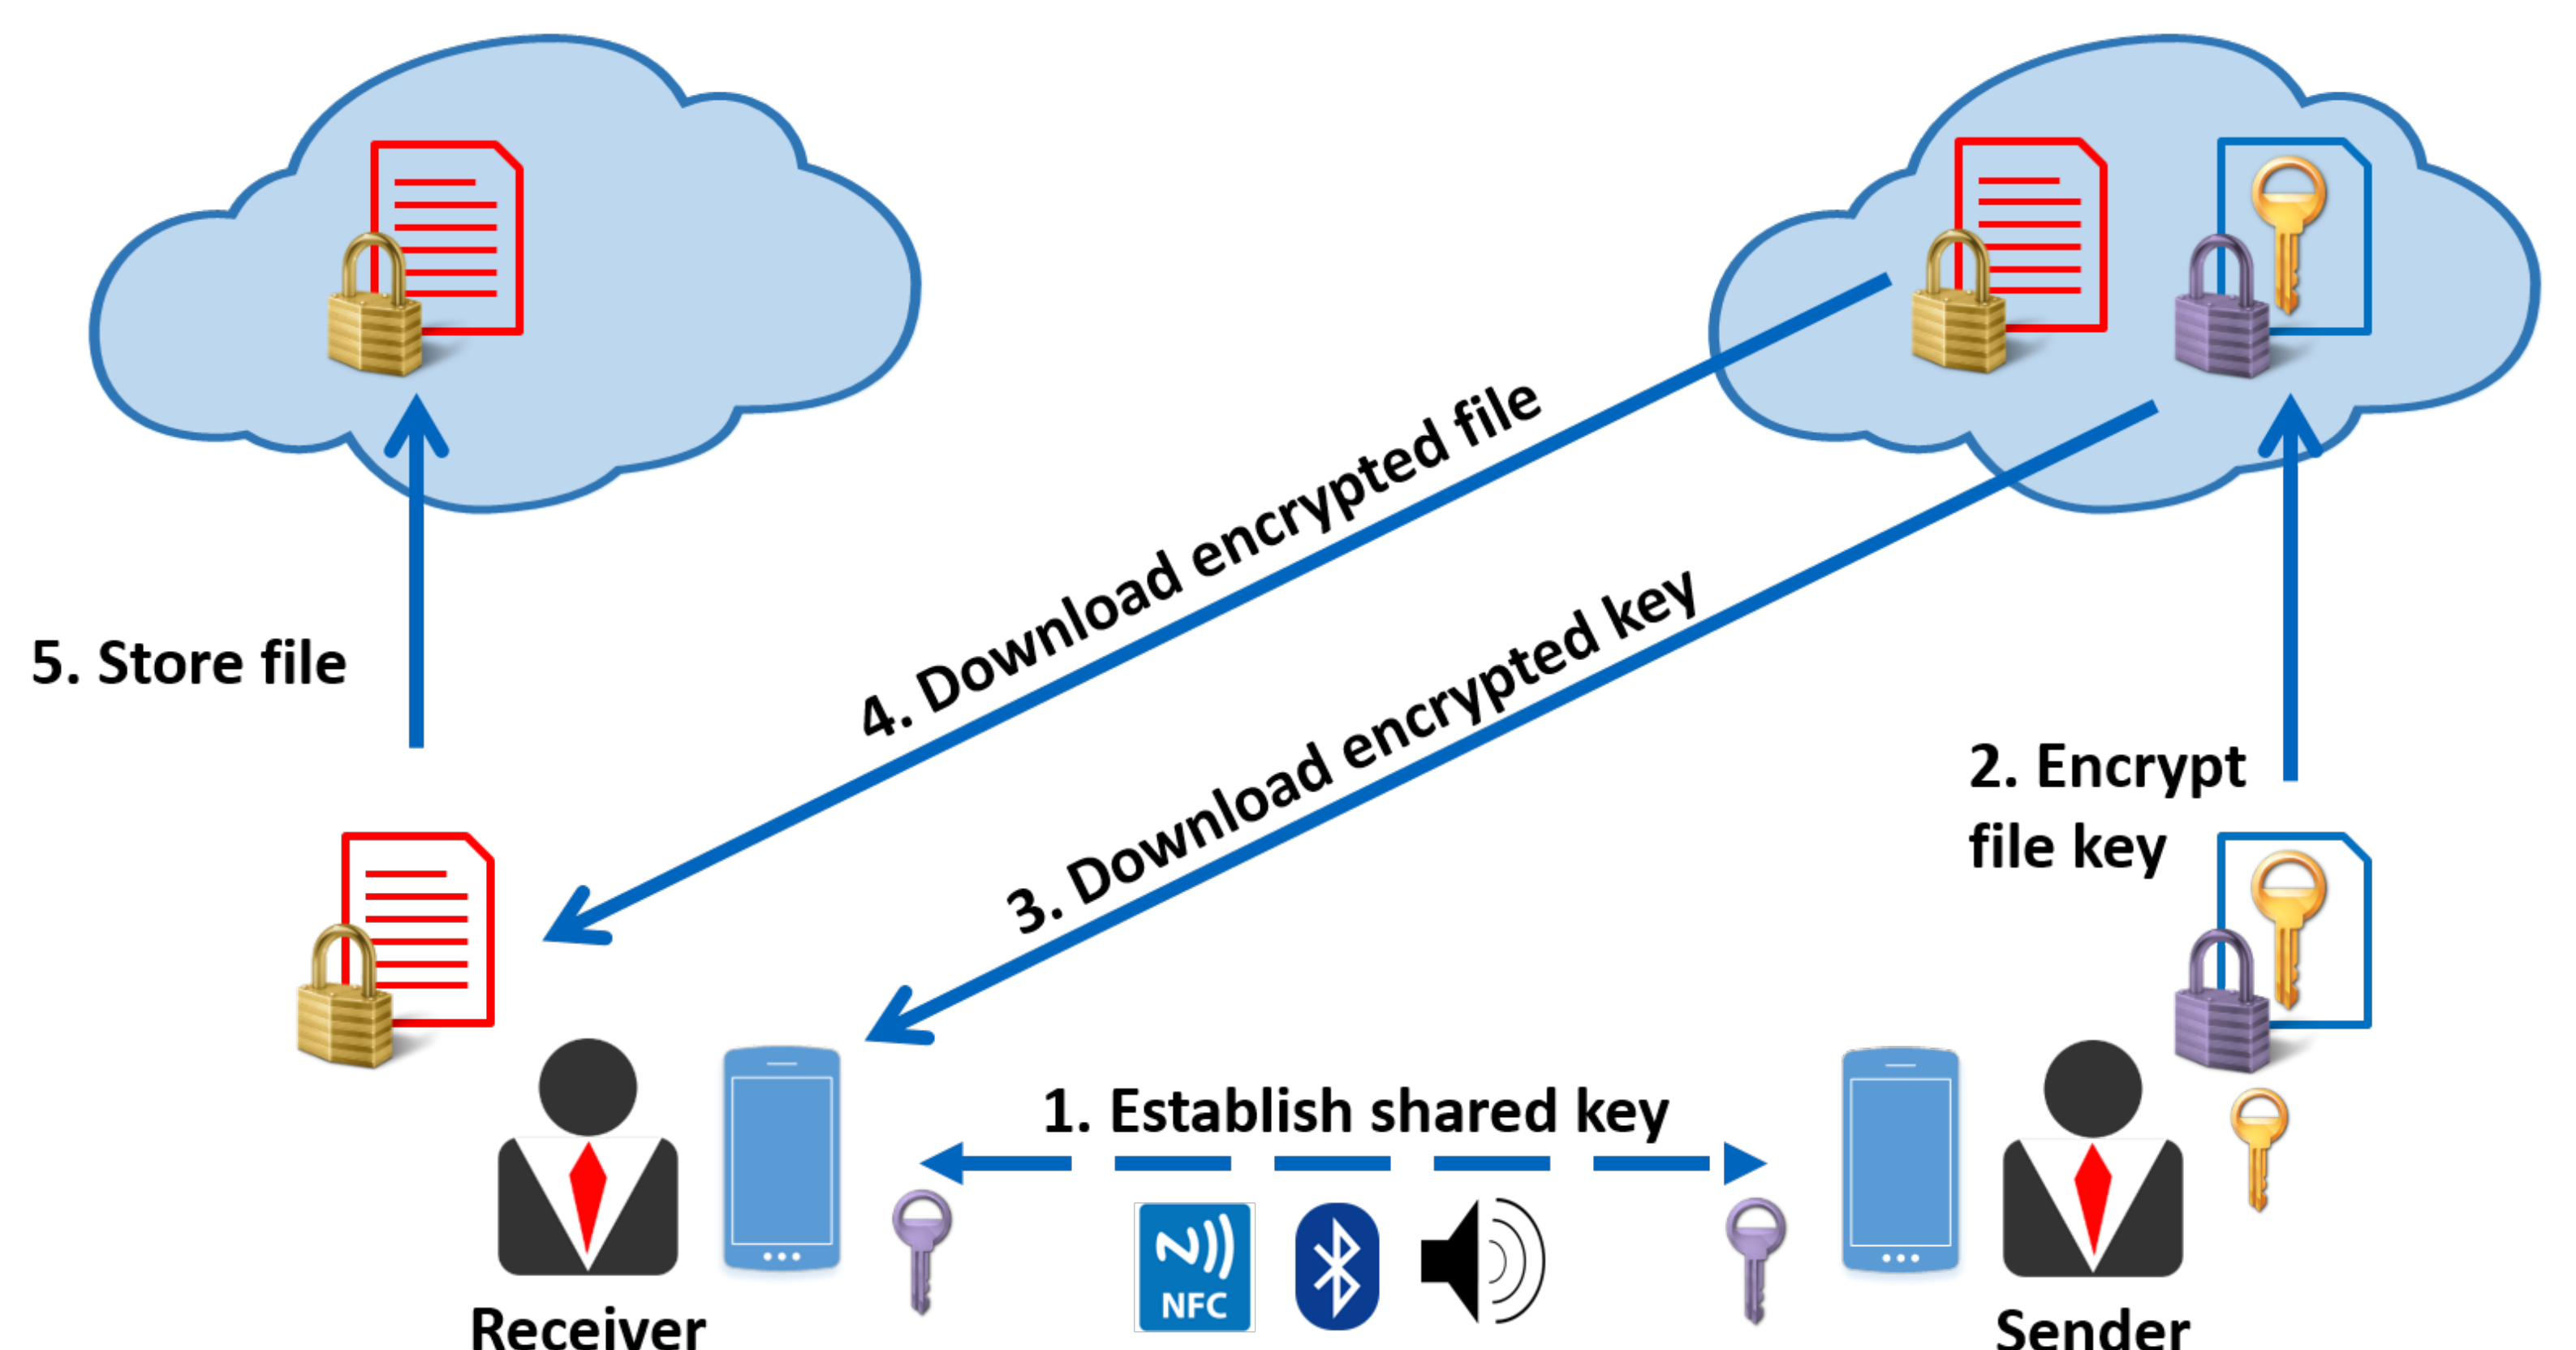 4. Download encrypted file
3. Download encrypted key
5. Store file
2. Encrypt
file key
1. Establish shared key
NFC
Receiver
Sender